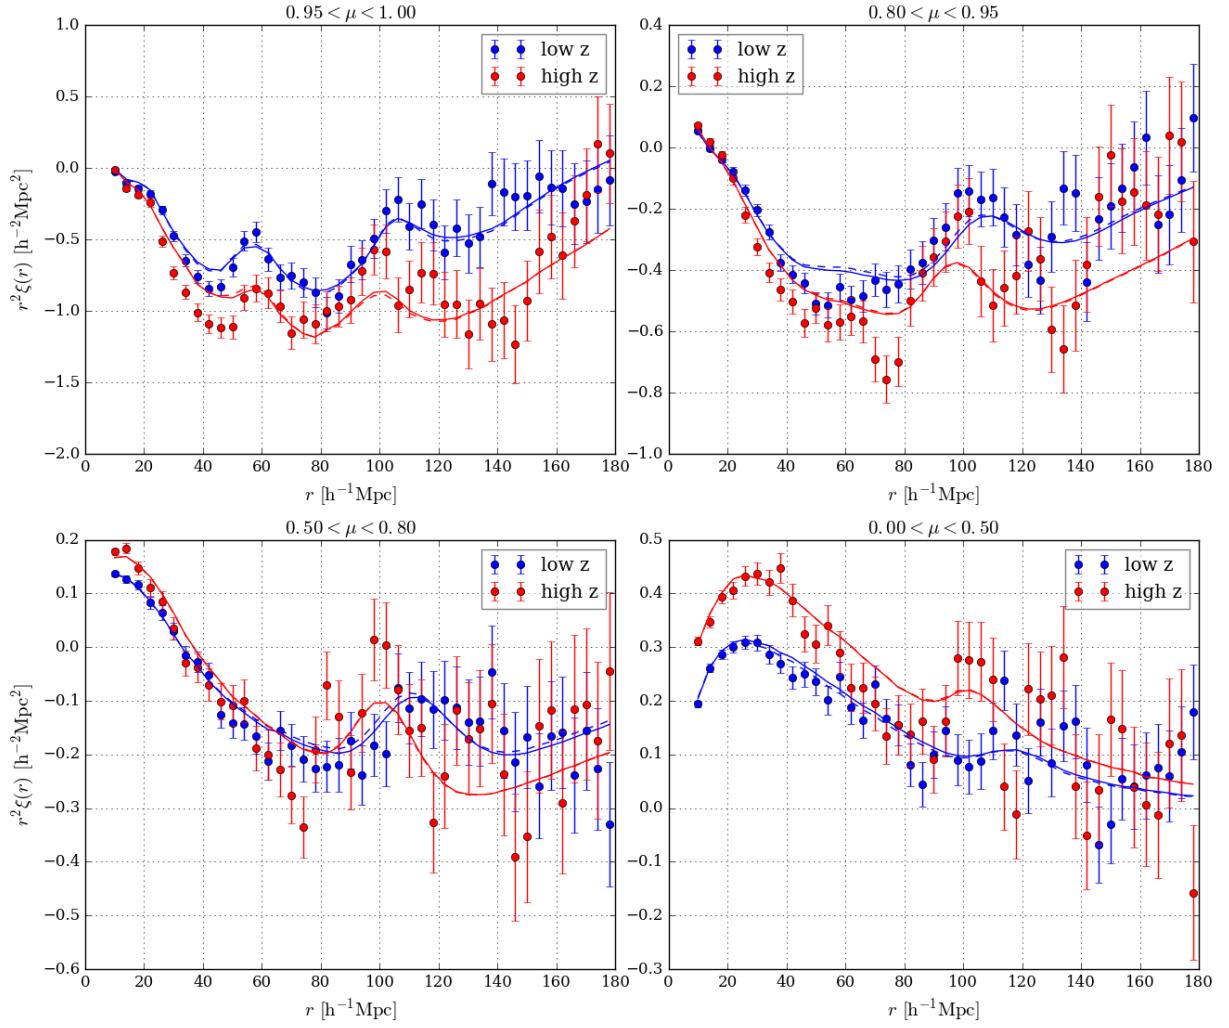 0.95 < μ < 1.00
1.0
0.5
0.0
−0.5
−1.0
−1.5
−2.0
r²ξ(r) [h⁻²Mpc²]
low z
high z
0 20 40 60 80 100 120 140 160 180
r [h⁻¹Mpc]
0.80 < μ < 0.95
0.4
0.2
0.0
−0.2
−0.4
−0.6
−0.8
−1.0
low z
high z
0 20 40 60 80 100 120 140 160 180
r [h⁻¹Mpc]
0.50 < μ < 0.80
0.2
0.1
0.0
−0.1
−0.2
−0.3
−0.4
−0.5
−0.6
r²ξ(r) [h⁻²Mpc²]
low z
high z
0 20 40 60 80 100 120 140 160 180
r [h⁻¹Mpc]
0.00 < μ < 0.50
0.5
0.4
0.3
0.2
0.1
0.0
−0.1
−0.2
−0.3
low z
high z
0 20 40 60 80 100 120 140 160 180
r [h⁻¹Mpc]